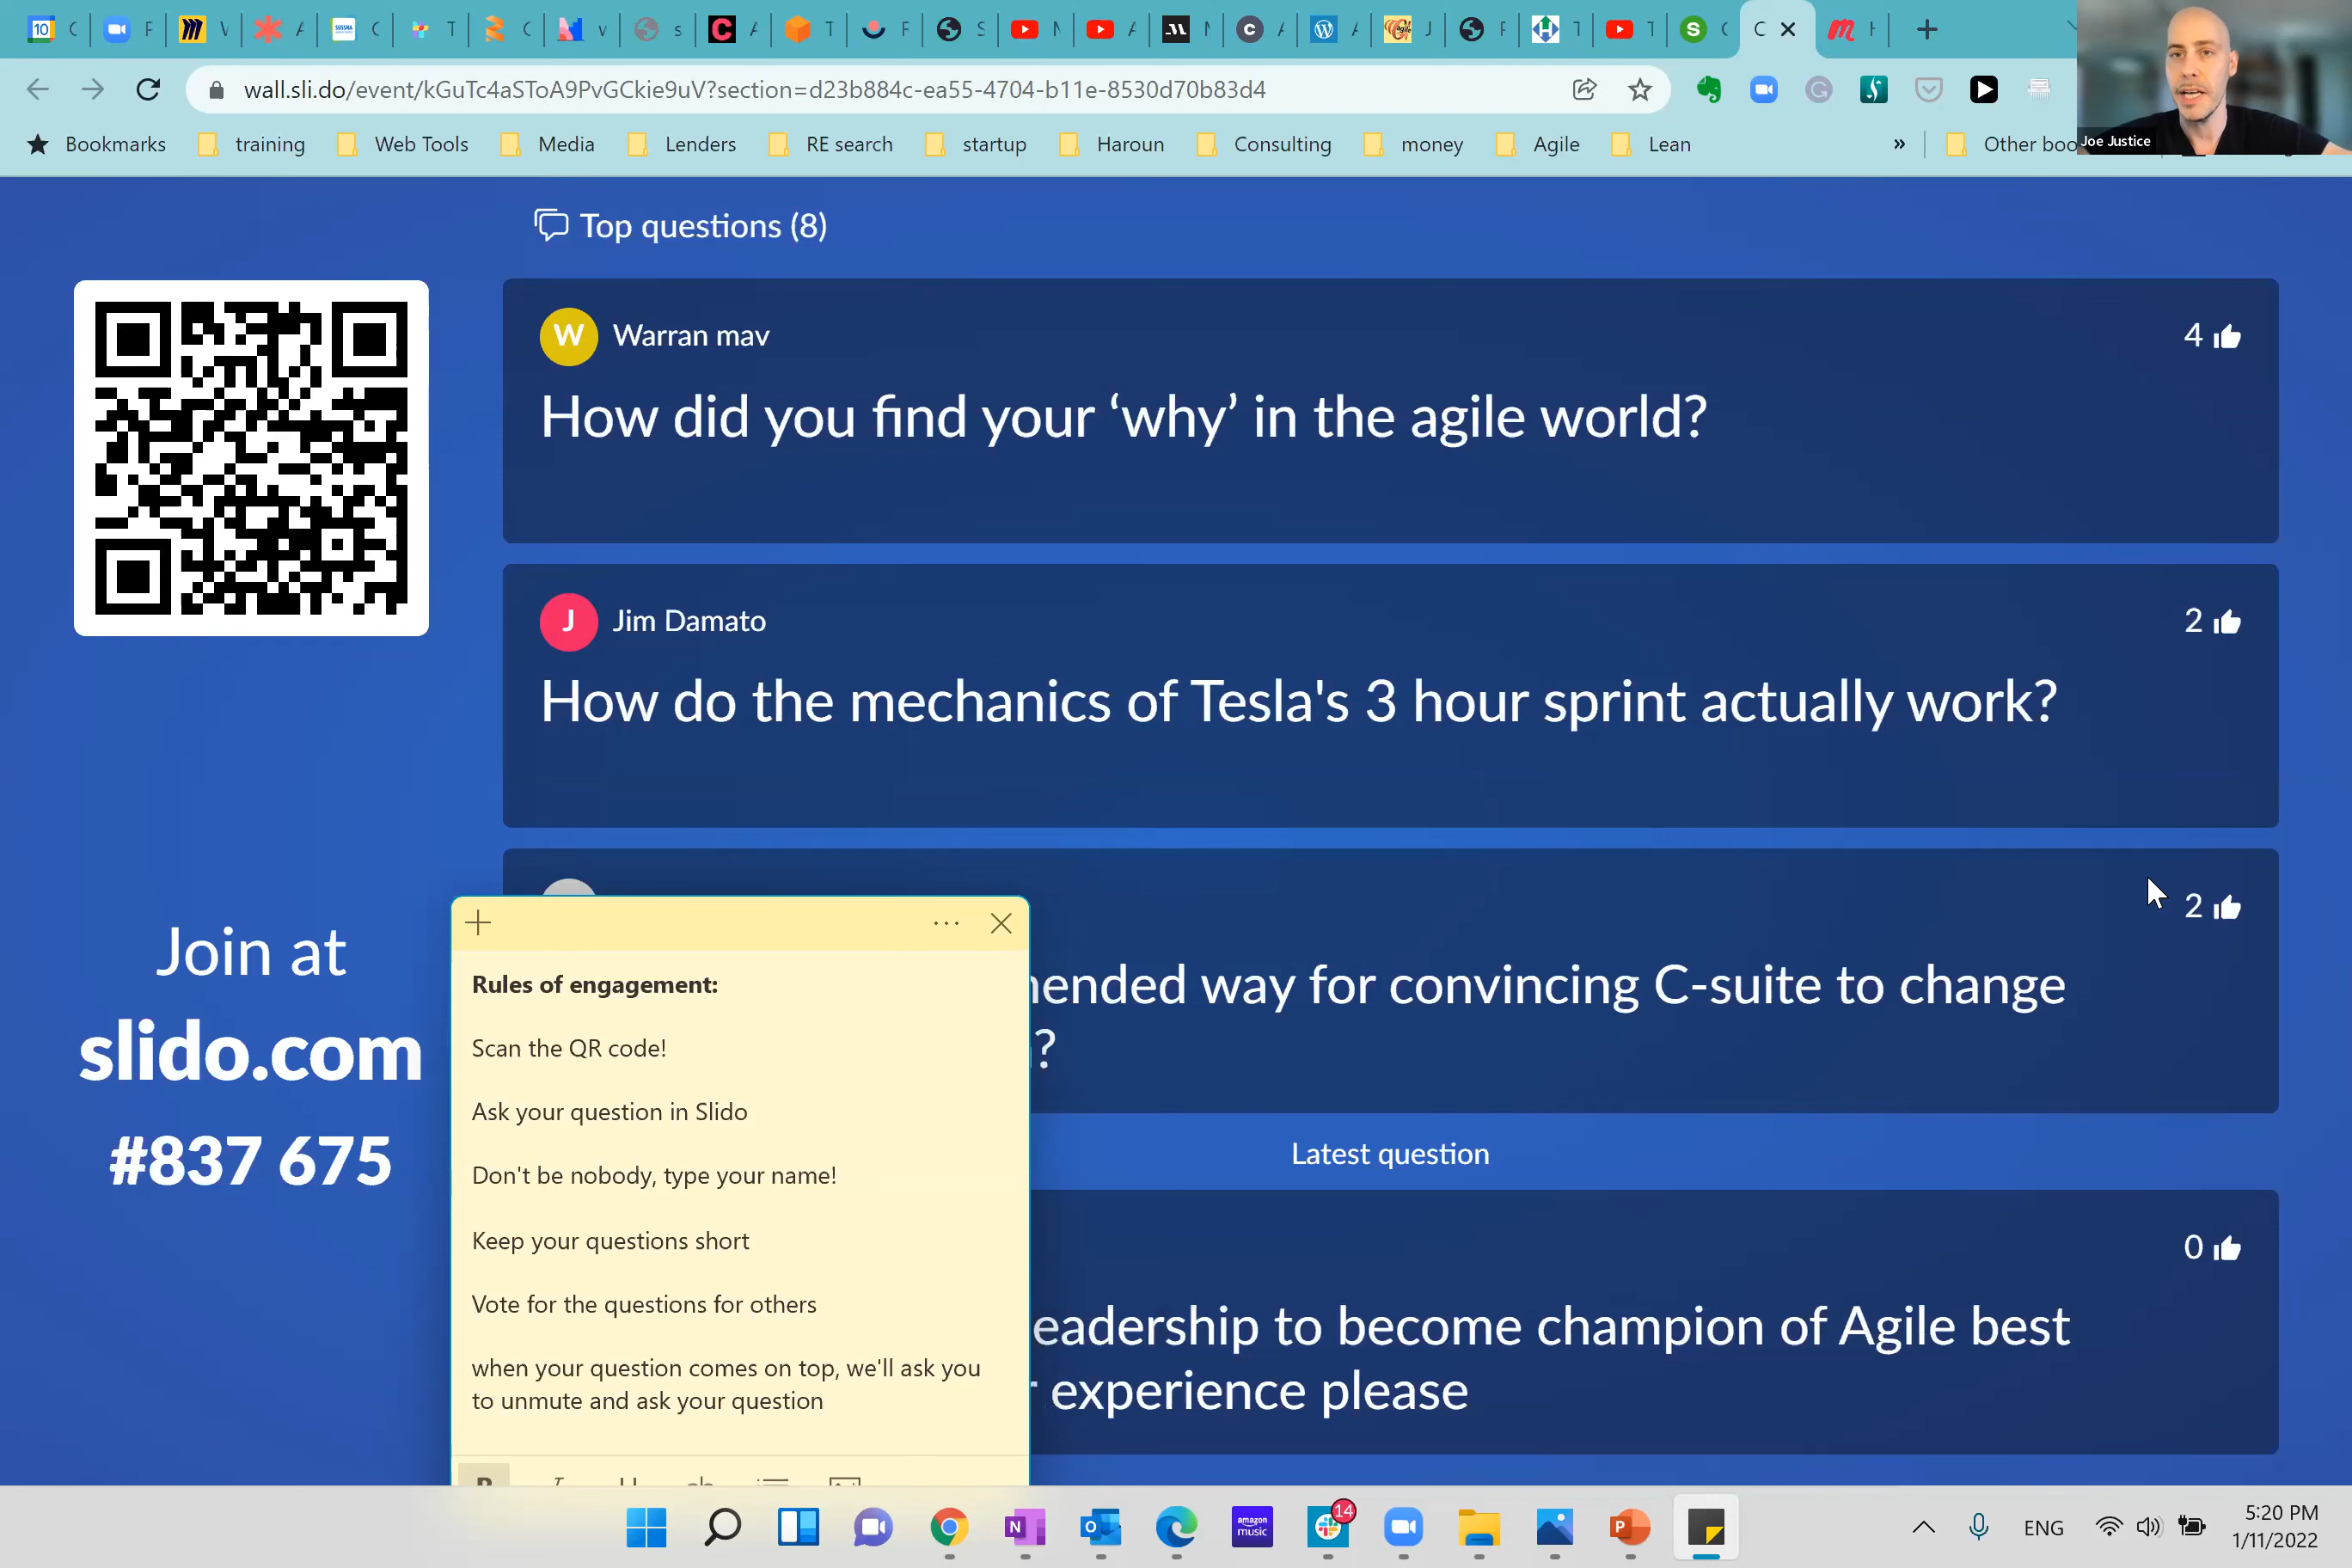 wall.sli.do/event/kGuTc4aSToA9PvGCkie9uV?section=d23b884c-ea55-4704-b11e-8530d70b83d4
Bookmarks training Web Tools Media Lenders RE search startup Haroun Consulting money Agile Lean » Other boo
Joe Justice
Top questions (8)
W Warran mav 4
How did you find your ‘why’ in the agile world?
J Jim Damato 2
How do the mechanics of Tesla's 3 hour sprint actually work?
2
ended way for convincing C-suite to change
?
Latest question
0
eadership to become champion of Agile best
experience please
Join at
slido.com
#837 675
Rules of engagement:
Scan the QR code!
Ask your question in Slido
Don't be nobody, type your name!
Keep your questions short
Vote for the questions for others
when your question comes on top, we'll ask you
to unmute and ask your question
amazon music
14
ENG
5:20 PM
1/11/2022